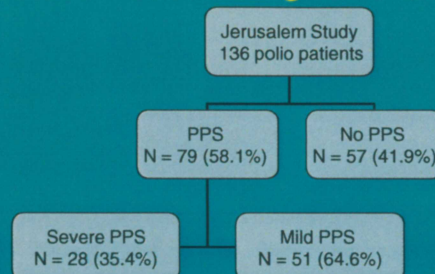 Jerusalem Study
136 polio patients
PPS
N = 79 (58.1%)
No PPS
N = 57 (41.9%)
Severe PPS
N = 28 (35.4%)
Mild PPS
N = 51 (64.6%)